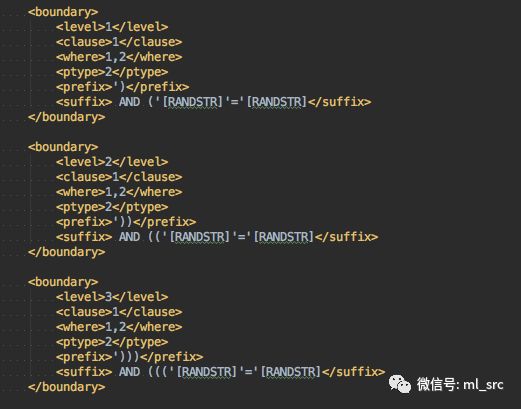 <boundary>
<level>1</level>
<clause>1</clause>
<where>1,2</where>
<ptype>2</ptype>
<prefix>')</prefix>
<suffix> AND ('[RANDSTR]'='[RANDSTR]</suffix>
</boundary>
<boundary>
<level>2</level>
<clause>1</clause>
<where>1,2</where>
<ptype>2</ptype>
<prefix>'))</prefix>
<suffix> AND (('[RANDSTR]'='[RANDSTR]</suffix>
</boundary>
<boundary>
<level>3</level>
<clause>1</clause>
<where>1,2</where>
<ptype>2</ptype>
<prefix>')))</prefix>
<suffix> AND ((('[RANDSTR]'='[RANDSTR]</suffix>
</boundary>
微信号: ml_src